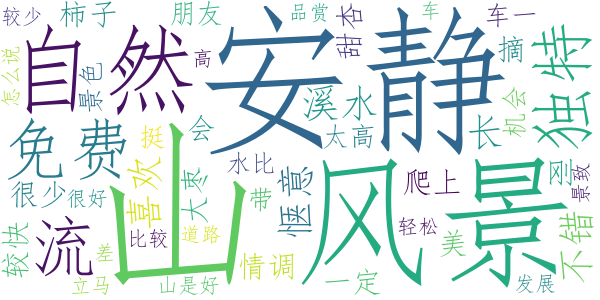 较少
柿子
朋友
品赏
甜杏
车
车一
怎么说
景色
自然
高
安静
溪水
太高
摘
长
机会
独特
免费
挺
会
很少
很好
喜欢
大枣
水比
带
惬意
爬上
景致
山
风景
较快
流
差
比较
道路
轻松
美
不错
立马
山是好
情调
一定
发展